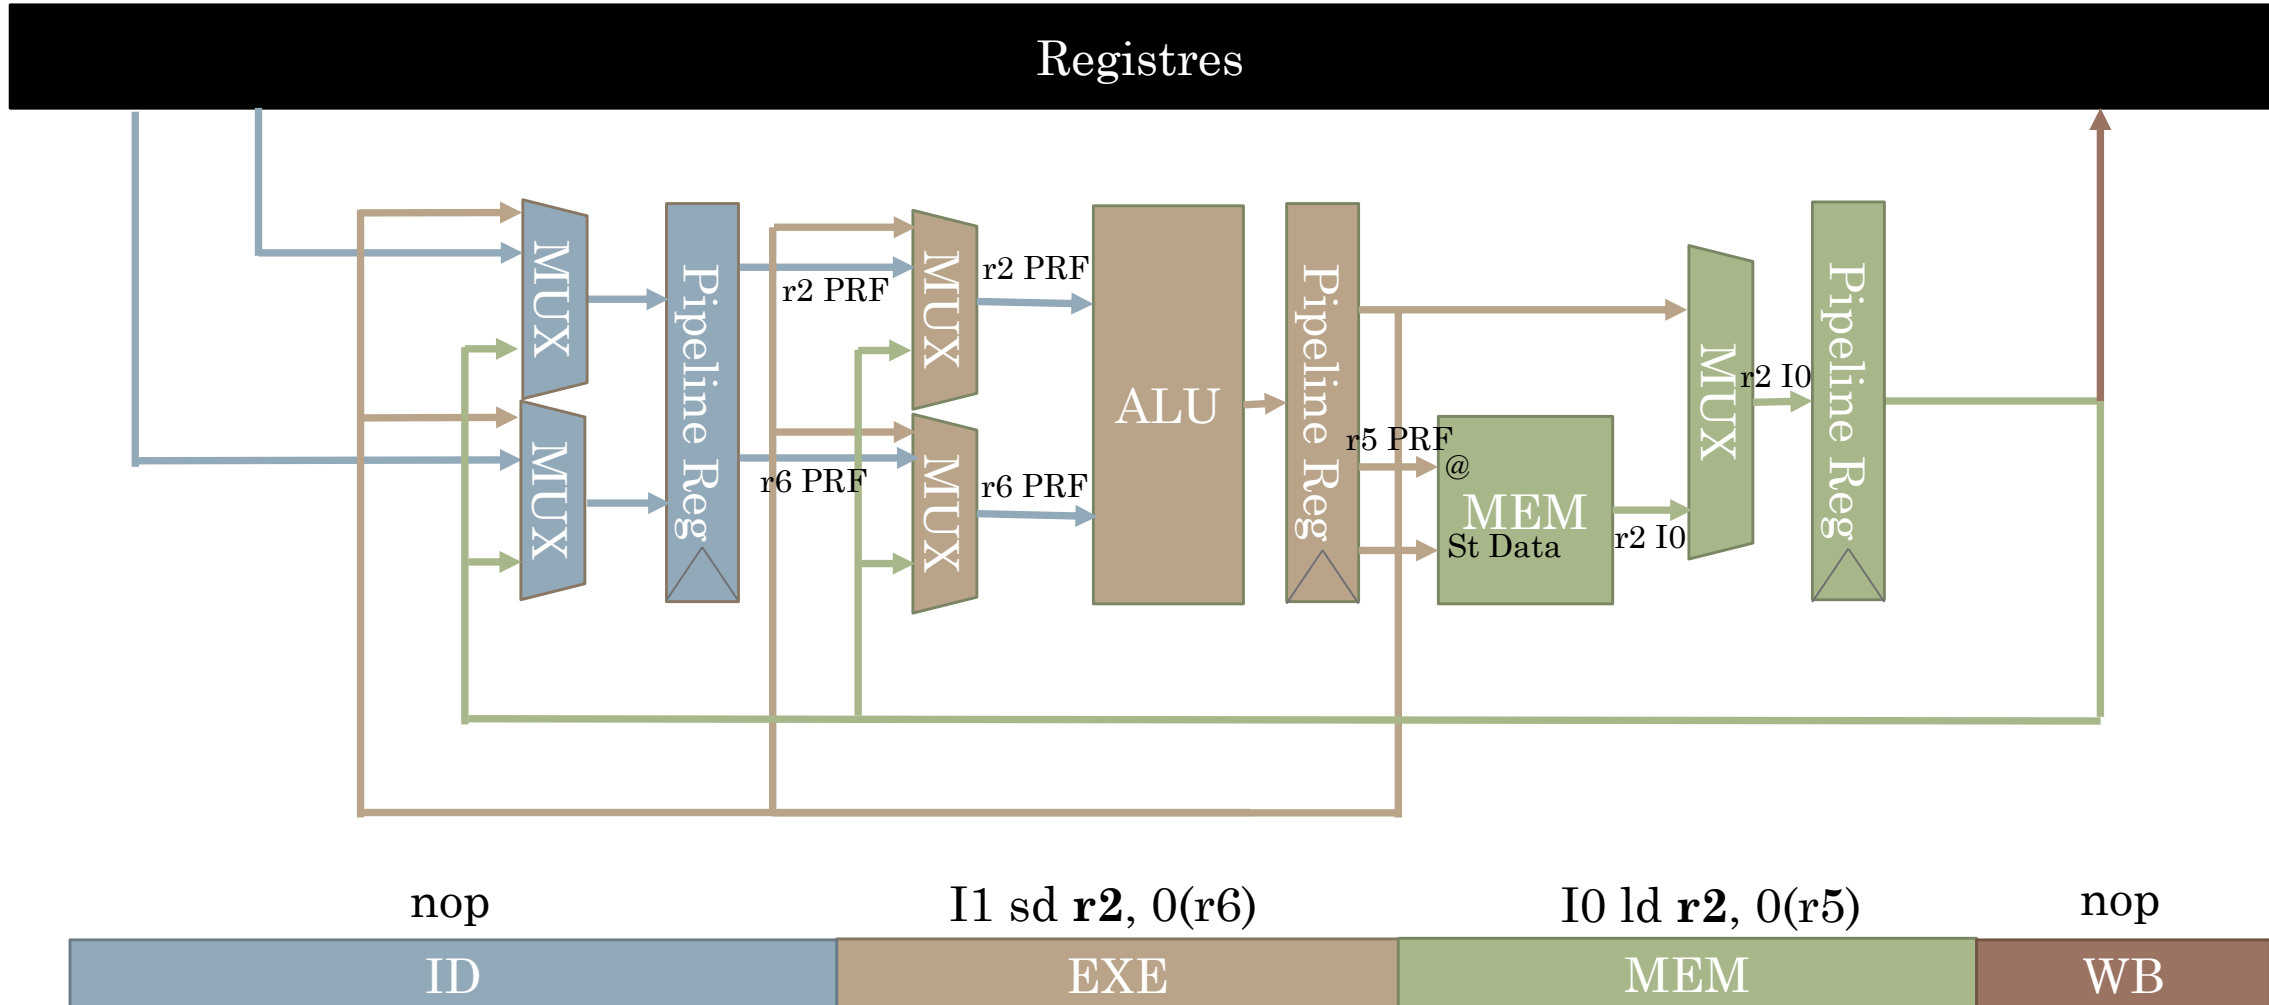 Registres
MUX
MUX
Pipeline Reg
r2 PRF
r6 PRF
MUX
MUX
r2 PRF
r6 PRF
ALU
Pipeline Reg
r5 PRF
@
MEM
St Data
r2 I0
MUX
r2 I0
Pipeline Reg
nop
I1 sd r2, 0(r6)
I0 ld r2, 0(r5)
nop
ID
EXE
MEM
WB